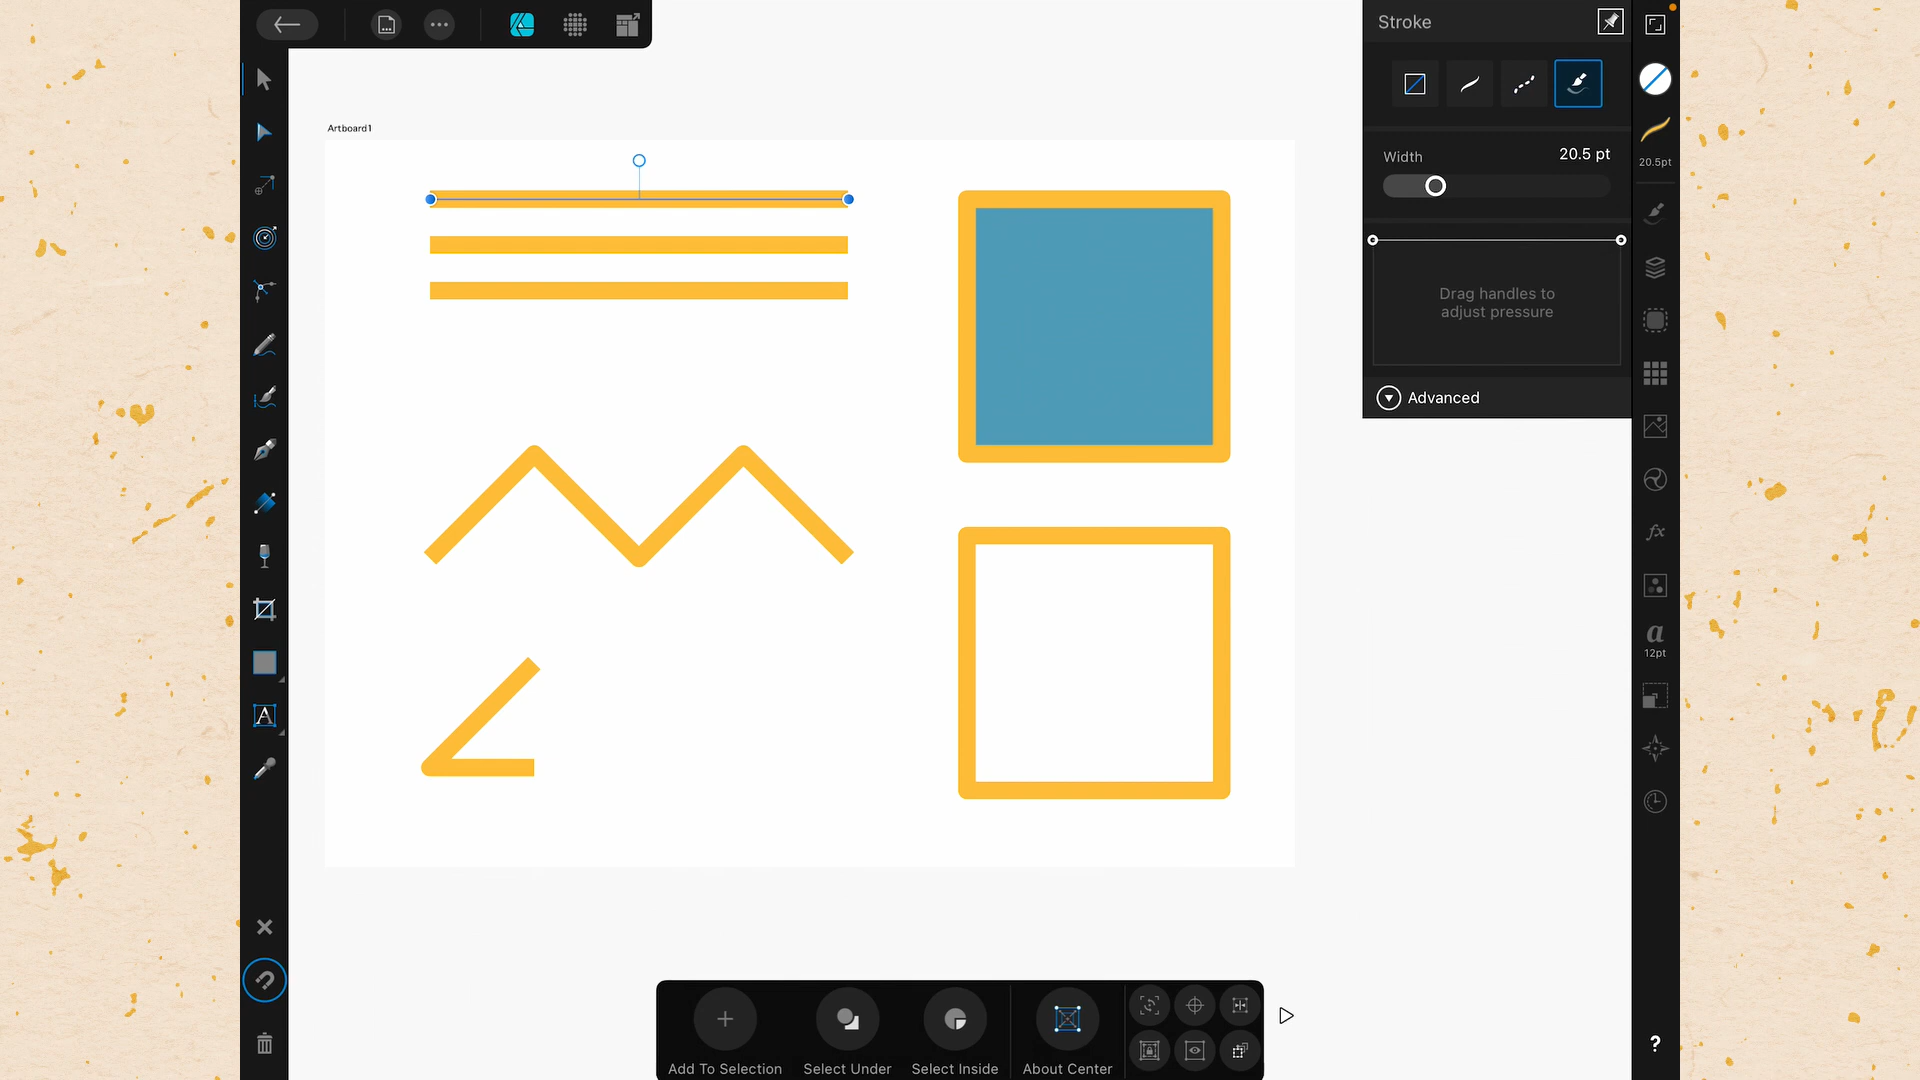 Stroke
Width
20.5 pt
20.5pt
Artboard1
Drag handles to
adjust pressure
Advanced
fx
a
12pt
A
?
Add To Selection
Select Under
Select Inside
About Center